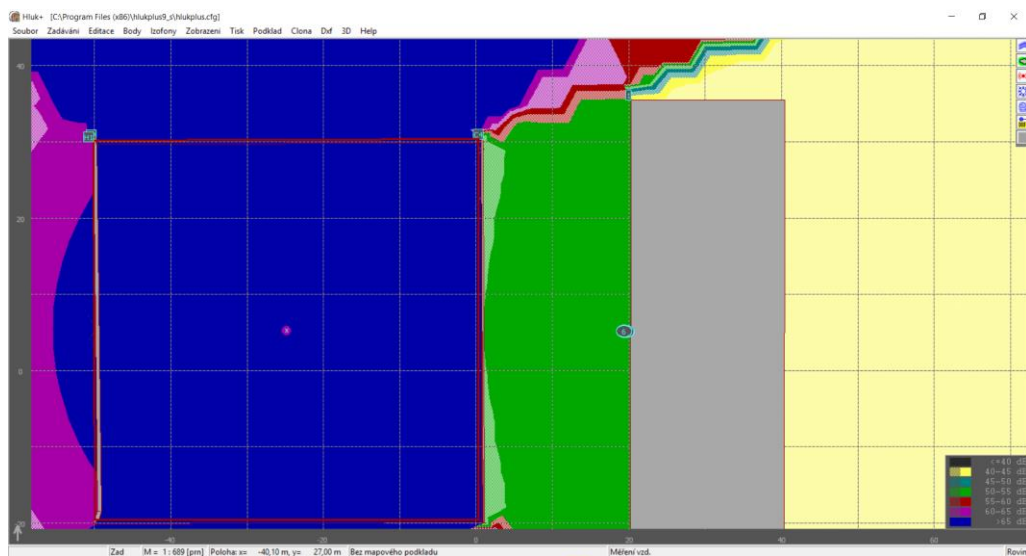 Hluk+ [C:\Program Files (x86)\hlukplus9_s\hlukplus.cfg]
Soubor Zadávání Editace Body Izofony Zobrazení Tisk Podklad Clona Dxf 3D Help
40
20
0
20
-40
-20
0
20
40
60
<=40 dB
40-45 dB
45-50 dB
50-55 dB
55-60 dB
60-65 dB
>65 dB
Zad M = 1 : 689 [pm] Poloha: x= -40,10 m, y= 27,00 m Bez mapového podkladu Měření vzd. Rovin